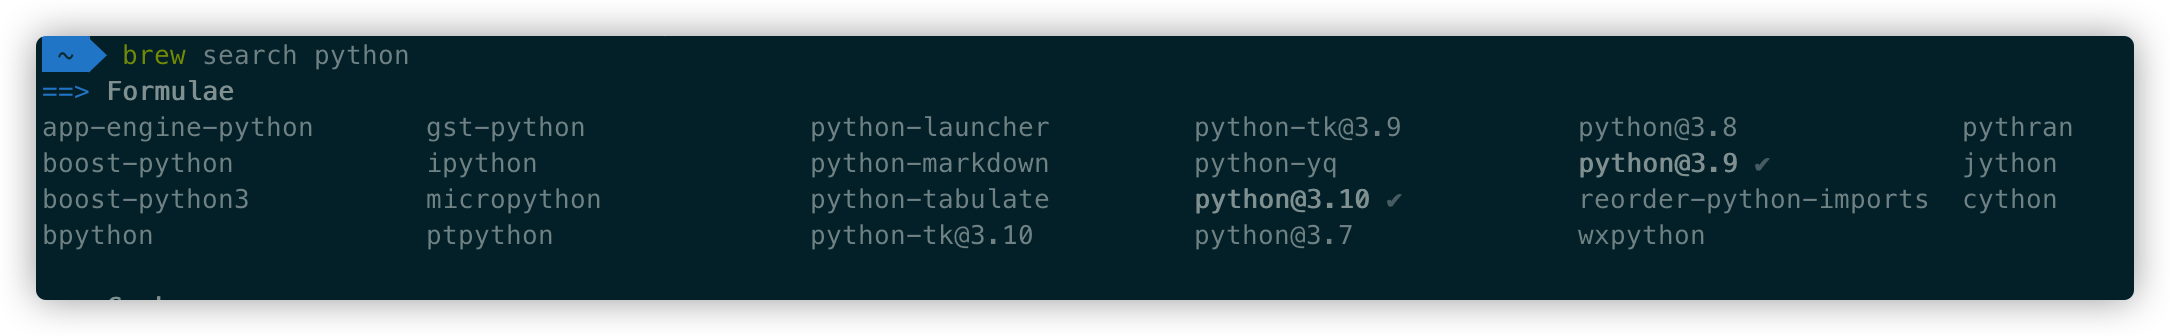 ~ brew search python
==> Formulae
app-engine-python gst-python python-launcher python-tk@3.9 python@3.8 pythran
boost-python ipython python-markdown python-yq python@3.9 ✔ jython
boost-python3 micropython python-tabulate python@3.10 ✔ reorder-python-imports cython
bpython ptpython python-tk@3.10 python@3.7 wxpython